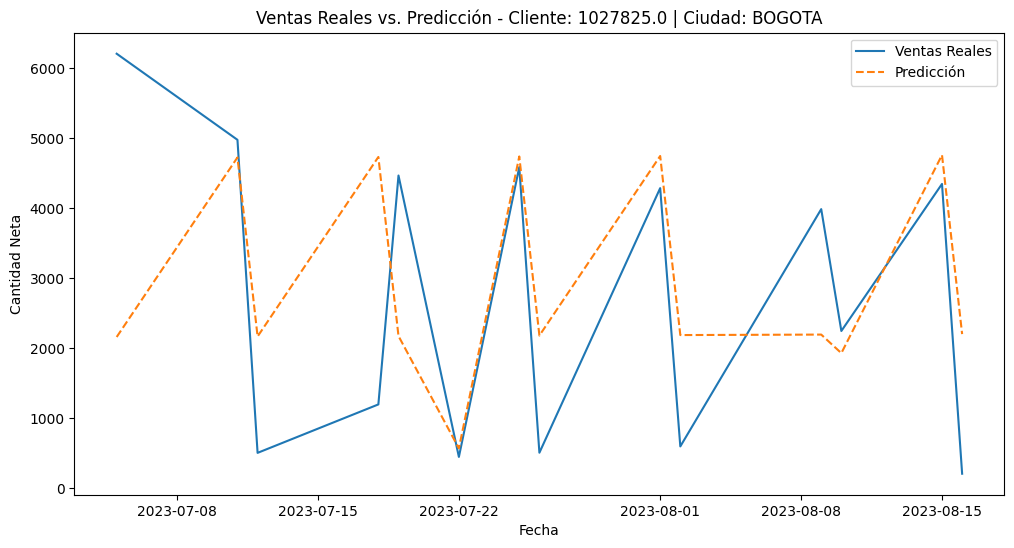 Ventas Reales vs. Predicción - Cliente: 1027825.0 | Ciudad: BOGOTA
Ventas Reales
Predicción
Cantidad Neta
6000
5000
4000
3000
2000
1000
0
2023-07-08 2023-07-15 2023-07-22 2023-08-01 2023-08-08 2023-08-15
Fecha